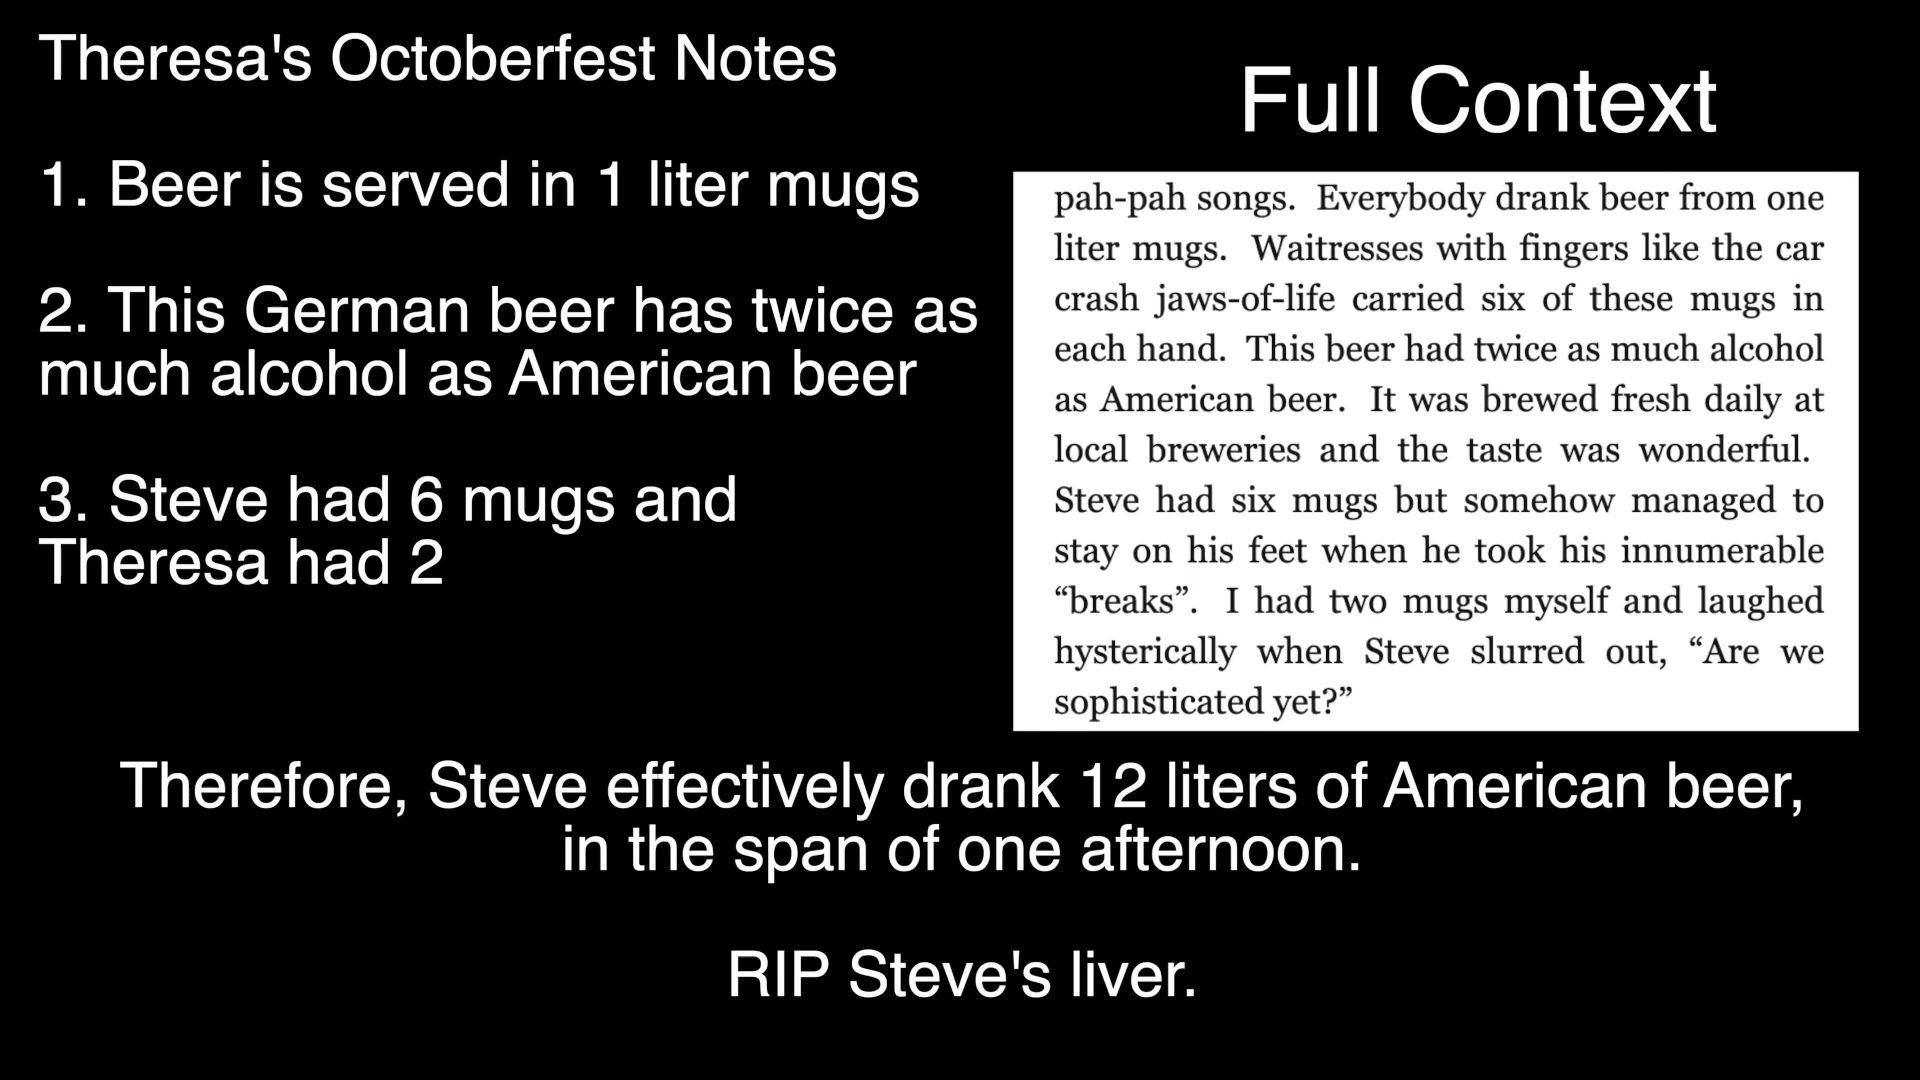 Theresa's Octoberfest Notes
1. Beer is served in 1 liter mugs
2. This German beer has twice as
much alcohol as American beer
3. Steve had 6 mugs and
Theresa had 2
Full Context
pah-pah songs. Everybody drank beer from one
liter mugs. Waitresses with fingers like the car
crash jaws-of-life carried six of these mugs in
each hand. This beer had twice as much alcohol
as American beer. It was brewed fresh daily at
local breweries and the taste was wonderful.
Steve had six mugs but somehow managed to
stay on his feet when he took his innumerable
“breaks”. I had two mugs myself and laughed
hysterically when Steve slurred out, “Are we
sophisticated yet?”
Therefore, Steve effectively drank 12 liters of American beer,
in the span of one afternoon.
RIP Steve's liver.